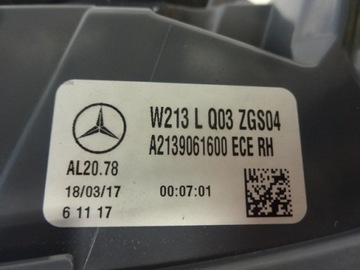 W213 L Q03 ZGS04
A2139061600 ECE RH
AL20.78
18/03/17 00:07:01
6 11 17